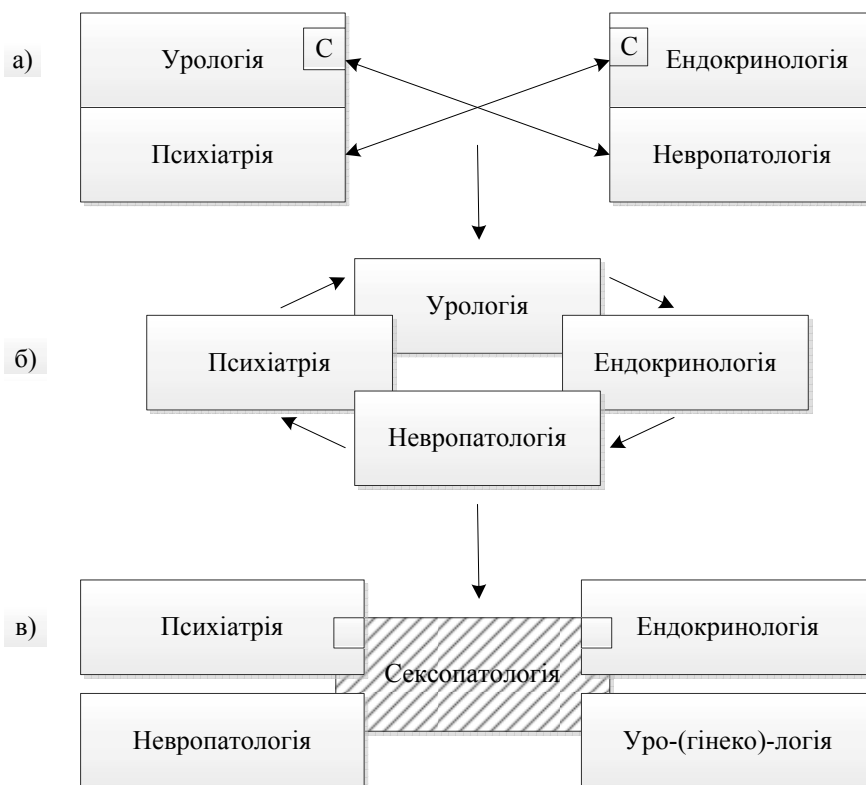 а)
Урологія
С
С
Ендокринологія
Психіатрія
Невропатологія
б)
Урологія
Психіатрія
Ендокринологія
Невропатологія
в)
Психіатрія
Ендокринологія
Сексопатологія
Невропатологія
Уро-(гінеко)-логія